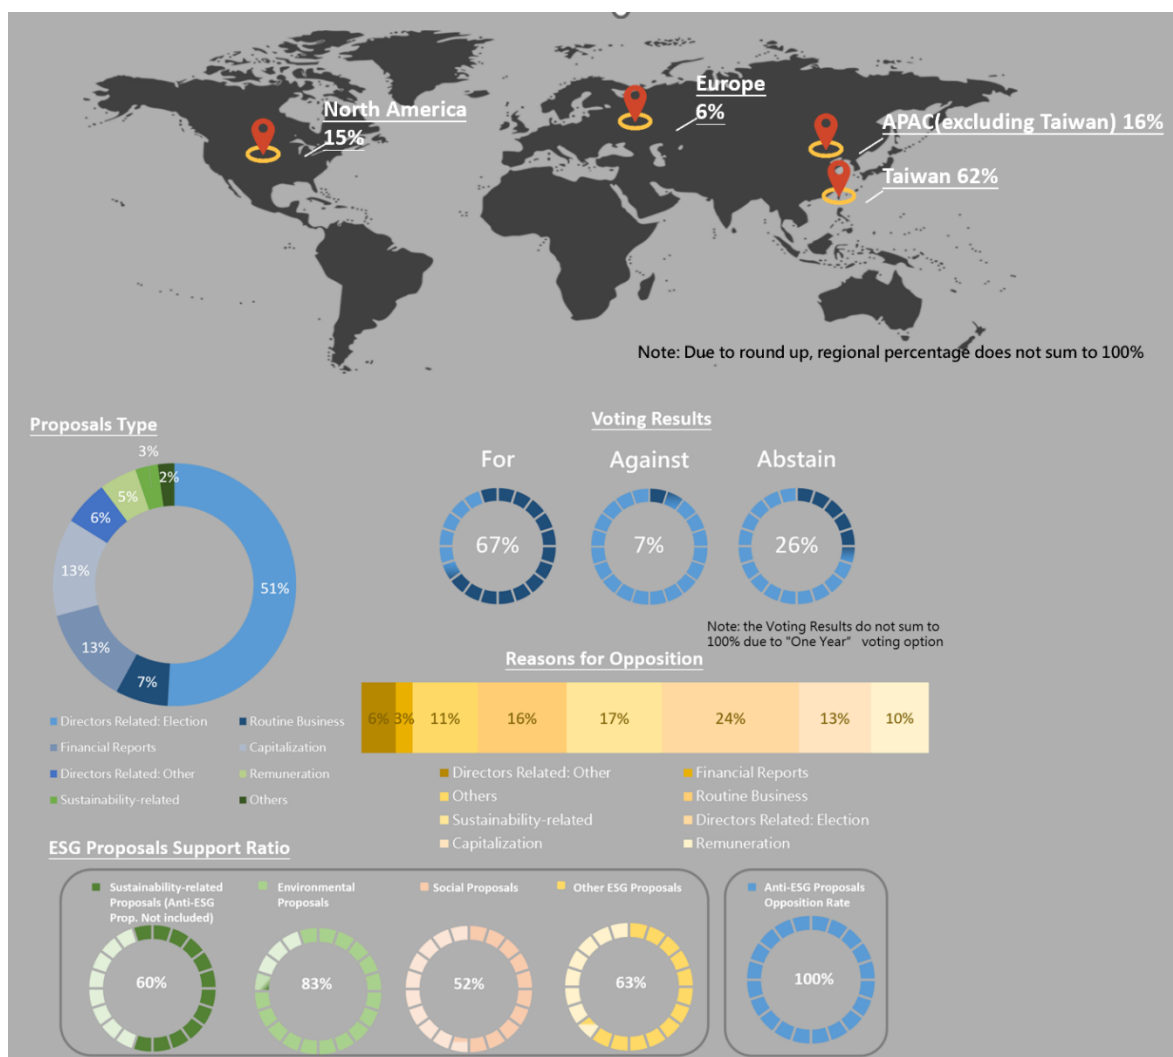 North America
15%
Europe
6%
APAC(excluding Taiwan) 16%
Taiwan 62%
Note: Due to round up, regional percentage does not sum to 100%
Proposals Type
3%
2%
5%
6%
13%
51%
13%
7%
Directors Related: Election
Routine Business
Financial Reports
Capitalization
Directors Related: Other
Remuneration
Sustainability-related
Others
Voting Results
For
Against
Abstain
67%
7%
26%
Note: the Voting Results do not sum to
100% due to "One Year" voting option
Reasons for Opposition
6%
3%
11%
16%
17%
24%
13%
10%
Directors Related: Other
Financial Reports
Others
Routine Business
Sustainability-related
Directors Related: Election
Capitalization
Remuneration
ESG Proposals Support Ratio
Sustainability-related
Proposals (Anti-ESG
Prop. Not included)
60%
Environmental
Proposals
83%
Social Proposals
52%
Other ESG Proposals
63%
Anti-ESG Proposals
Opposition Rate
100%